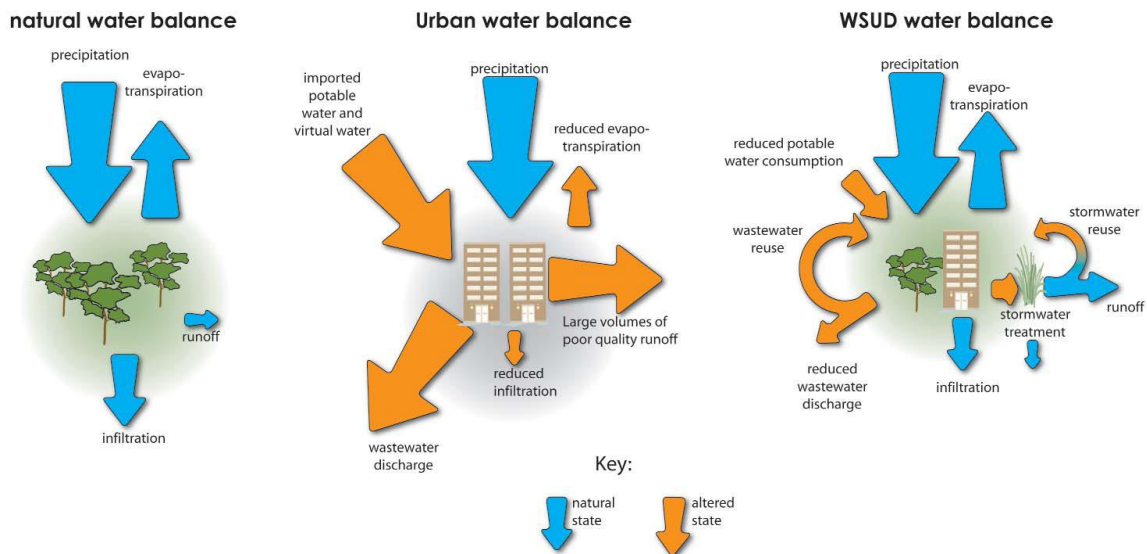 natural water balance
precipitation
evapo-
transpiration
runoff
infiltration
Urban water balance
imported
potable
water and
virtual water
precipitation
reduced evapo-
transpiration
Large volumes of
poor quality runoff
reduced
infiltration
wastewater
discharge
WSUD water balance
precipitation
evapo-
transpiration
reduced potable
water consumption
wastewater
reuse
stormwater
reuse
runoff
stormwater
treatment
reduced
wastewater
discharge
infiltration
Key:
natural
state
altered
state